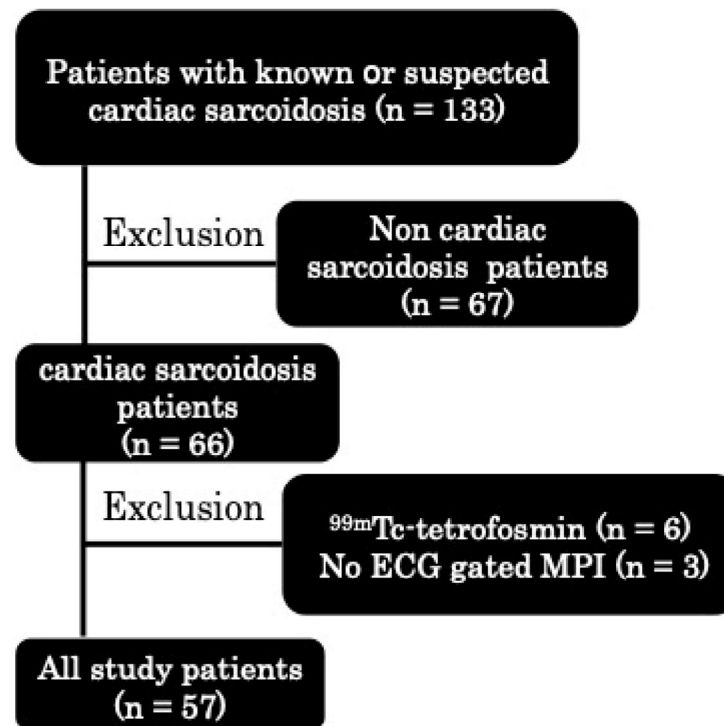 Patients with known or suspected
cardiac sarcoidosis (n = 133)
Exclusion
Non cardiac
sarcoidosis patients
(n = 67)
cardiac sarcoidosis
patients
(n = 66)
Exclusion
⁹⁹ᵐTc-tetrofosmin (n = 6)
No ECG gated MPI (n = 3)
All study patients
(n = 57)